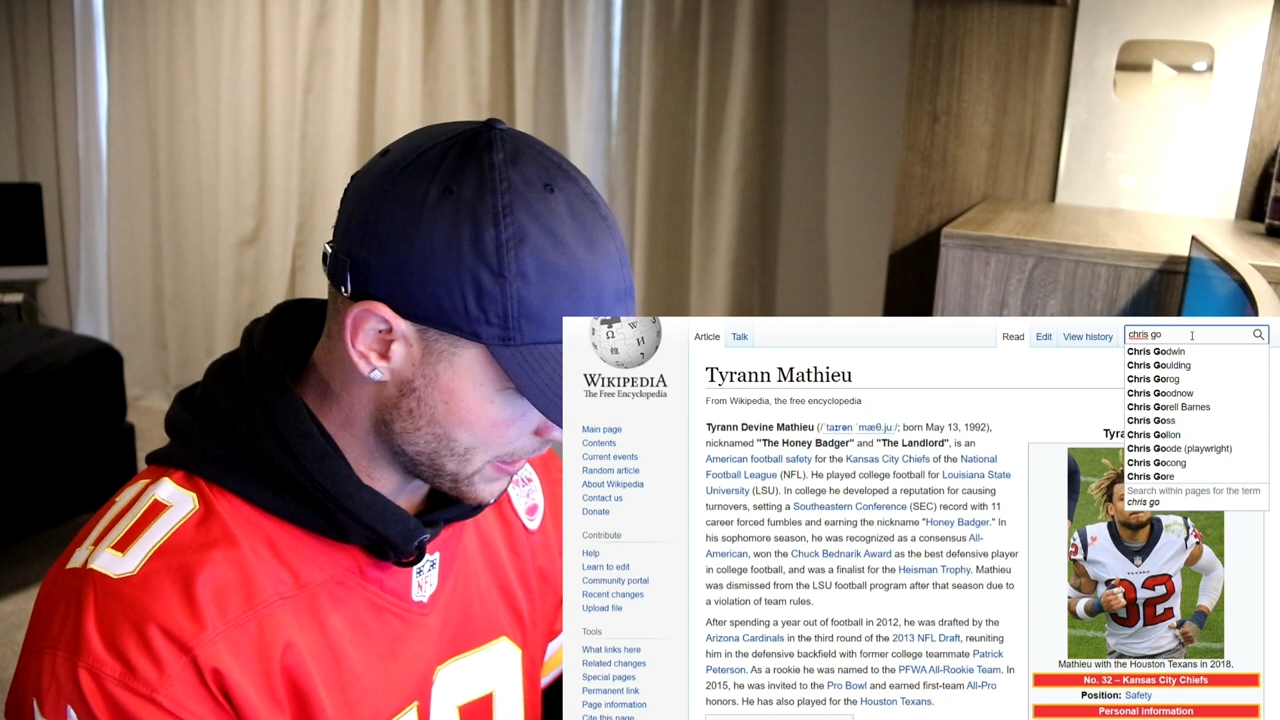 10
NFL
WIKIPEDIA
The Free Encyclopedia
Main page
Contents
Current events
Random article
About Wikipedia
Contact us
Donate
Contribute
Help
Learn to edit
Community portal
Recent changes
Upload file
Tools
What links here
Related changes
Special pages
Permanent link
Page information
Cite this page
Article Talk Read Edit View history
chris go
Chris Godwin
Chris Goulding
Chris Gorog
Chris Goodnow
Chris Gorell Barnes
Chris Goss
Chris Gollon
Chris Goode (playwright)
Chris Gocong
Chris Gore
Search within pages for the term
chris go
Tyrann Mathieu
From Wikipedia, the free encyclopedia
Tyrann Devine Mathieu (/ˈtaɪrən ˈmæθ.juː/; born May 13, 1992),
nicknamed "The Honey Badger" and "The Landlord", is an
American football safety for the Kansas City Chiefs of the National
Football League (NFL). He played college football for Louisiana State
University (LSU). In college he developed a reputation for causing
turnovers, setting a Southeastern Conference (SEC) record with 11
career forced fumbles and earning the nickname "Honey Badger." In
his sophomore season, he was recognized as a consensus All-
American, won the Chuck Bednarik Award as the best defensive player
in college football, and was a finalist for the Heisman Trophy. Mathieu
was dismissed from the LSU football program after that season due to
a violation of team rules.
After spending a year out of football in 2012, he was drafted by the
Arizona Cardinals in the third round of the 2013 NFL Draft, reuniting
him in the defensive backfield with former college teammate Patrick
Peterson. As a rookie he was named to the PFWA All-Rookie Team. In
2015, he was invited to the Pro Bowl and earned first-team All-Pro
honors. He has also played for the Houston Texans.
Tyra
TEXANS
32
Mathieu with the Houston Texans in 2018.
No. 32 – Kansas City Chiefs
Position: Safety
Personal information